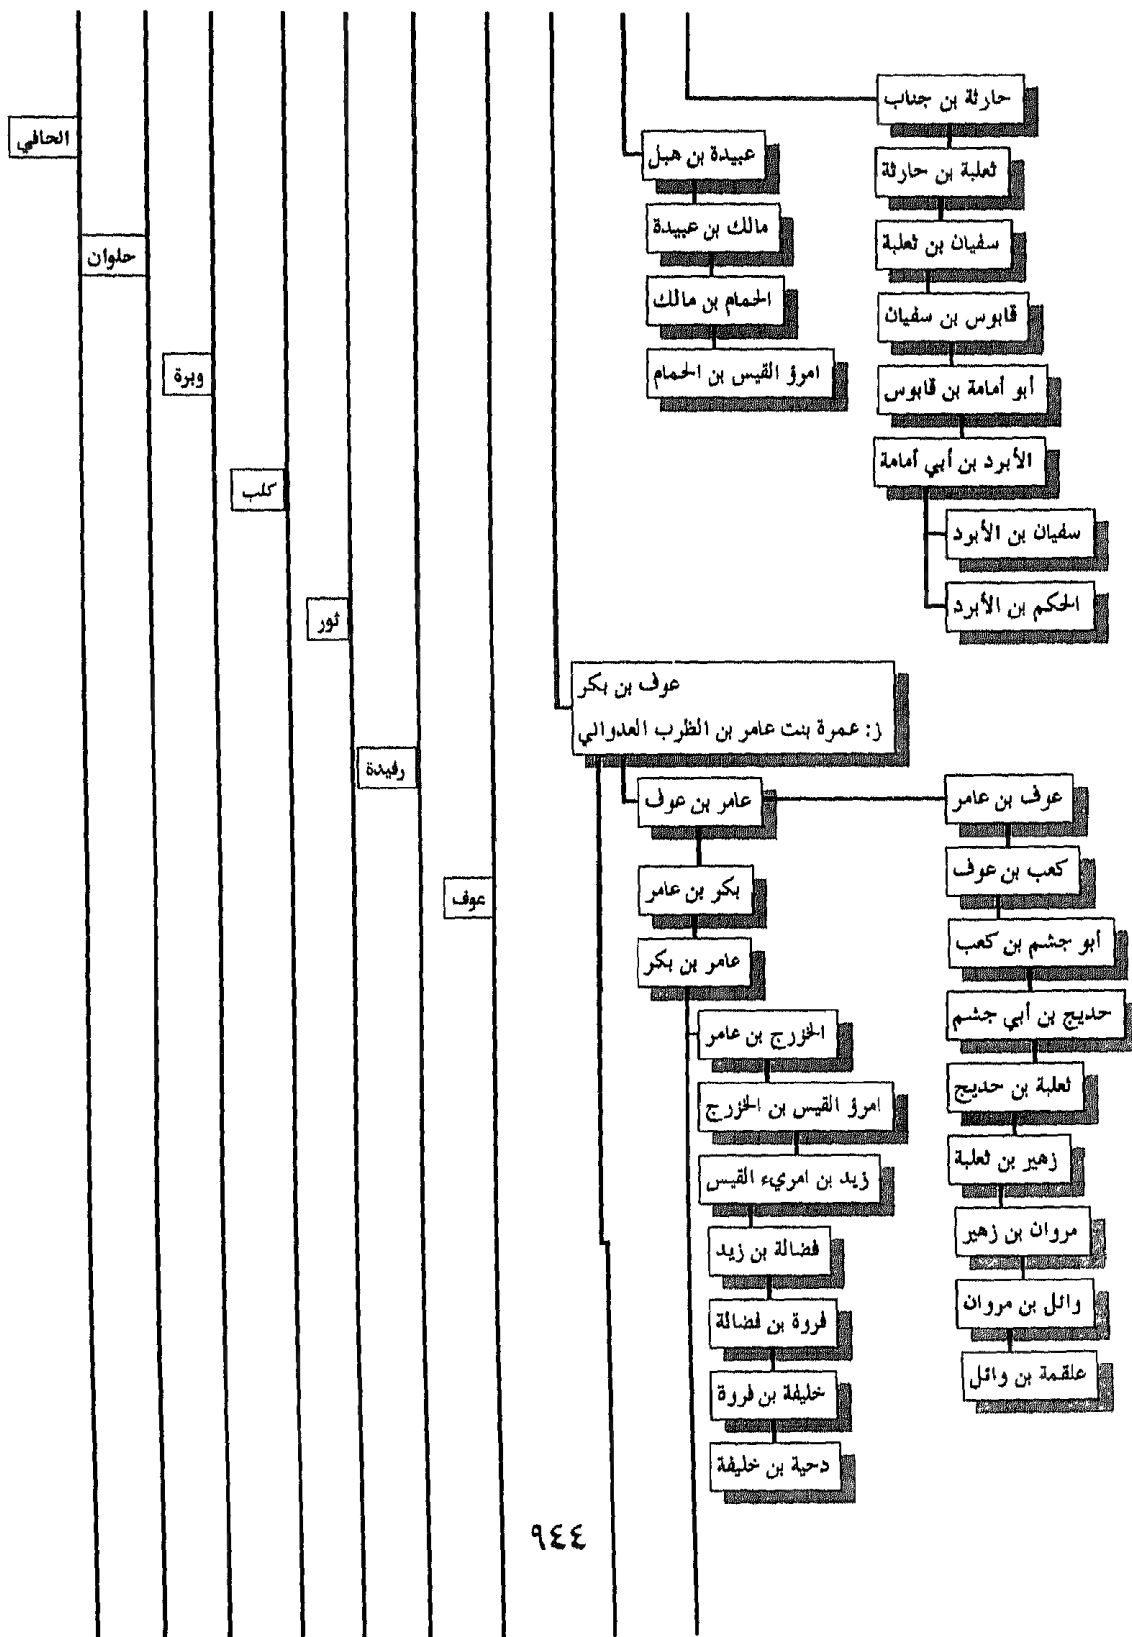 حارثة بن جناب
ثعلبة بن حارثة
سفيان بن ثعلبة
قابوس بن سفيان
أبو أمامة بن قابوس
الأبرد بن أبي أمامة
سفيان بن الأبرد
الحكم بن الأبرد
عبيدة بن هبل
مالك بن عبيدة
الحمام بن مالك
امرؤ القيس بن الحمام
الحافي
حلوان
وبرة
كلب
ثور
رفيدة
عوف
عوف بن بكر
ز: عمرة بنت عامر بن الظرب العدوالي
عوف بن عامر
كعب بن عوف
أبو جشم بن كعب
حديج بن أبي جشم
ثعلبة بن حديج
زهير بن ثعلبة
مروان بن زهير
وائل بن مروان
علقمة بن وائل
عامر بن عوف
بكر بن عامر
عامر بن بكر
الخزرج بن عامر
امرؤ القيس بن الخزرج
زيد بن امريء القيس
فضالة بن زيد
فروة بن فضالة
خليفة بن فروة
دحية بن خليفة
٩٤٤